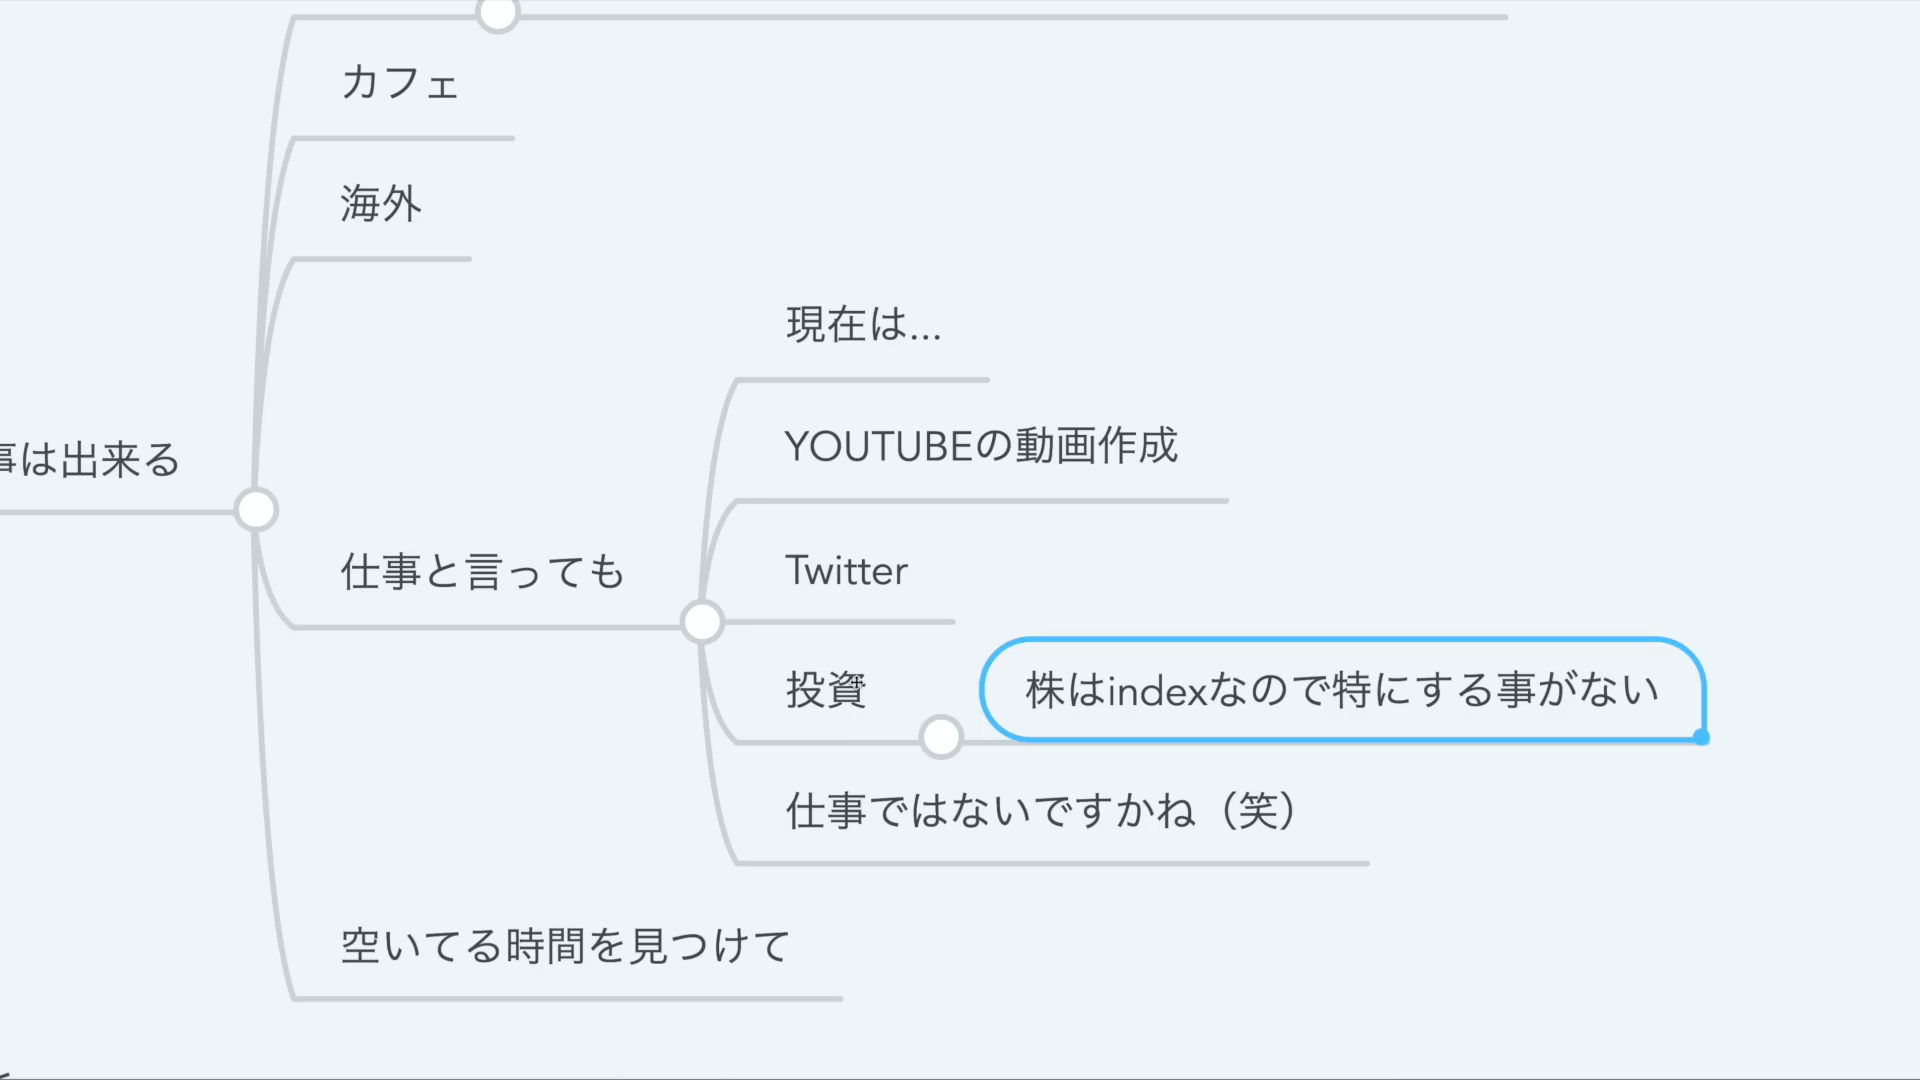 カフェ
海外
現在は...
YOUTUBEの動画作成
事は出来る
Twitter
仕事と言っても
投資
株はindexなので特にする事がない
仕事ではないですかね（笑）
空いてる時間を見つけて